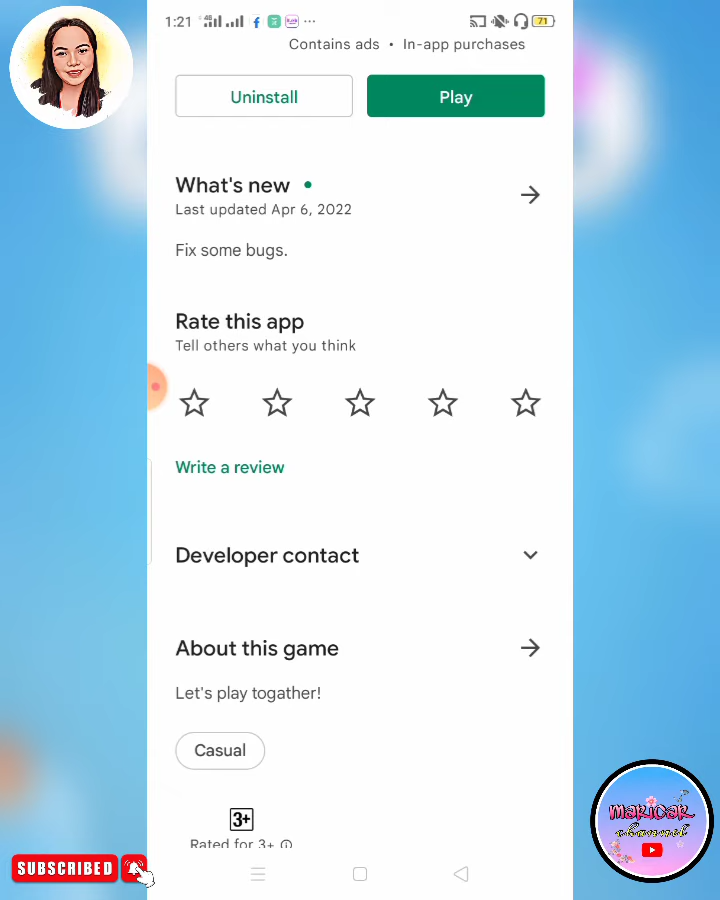 1:21
71
Contains ads • In-app purchases
Uninstall
Play
What's new
Last updated Apr 6, 2022
Fix some bugs.
Rate this app
Tell others what you think
Write a review
Developer contact
About this game
Let's play togather!
Casual
3+
Rated for 3+
MARICAR
channel
SUBSCRIBED